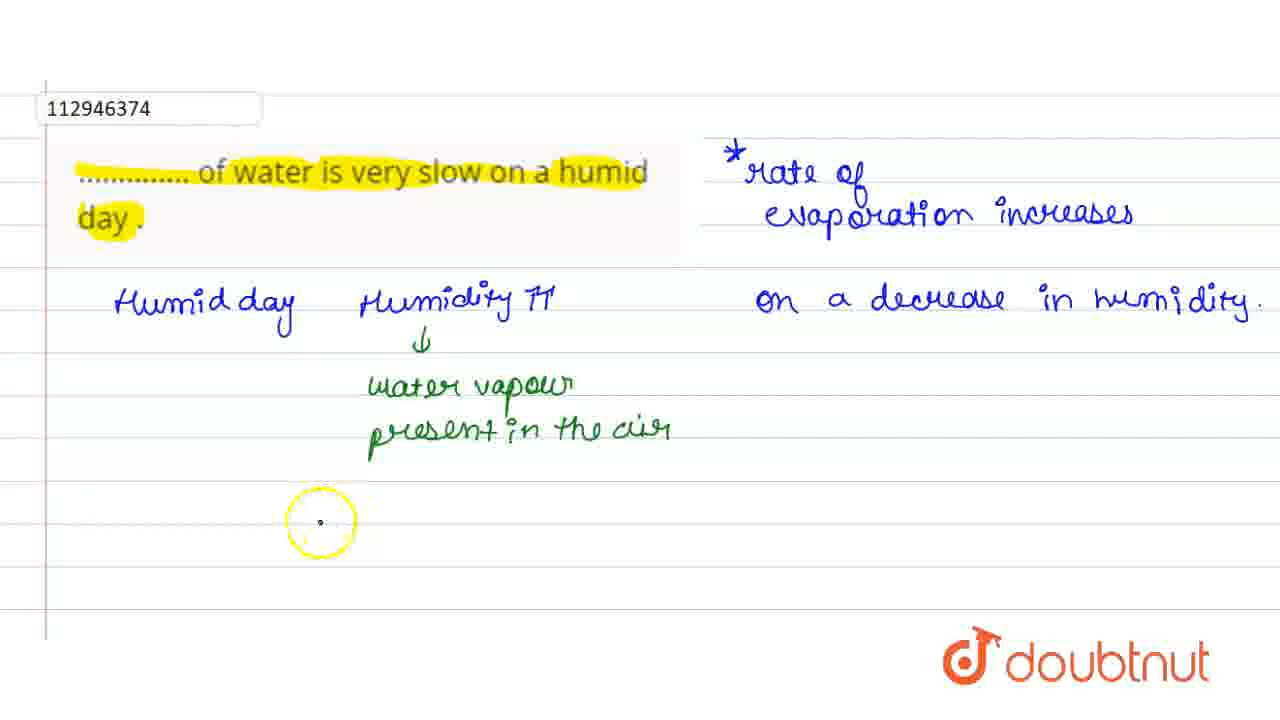 112946374
.............. of water is very slow on a humid
day .
Humid day Humidity ↑↑
↓
water vapour
present in the air
* rate of
evaporation increases
on a decrease in humidity.
doubtnut